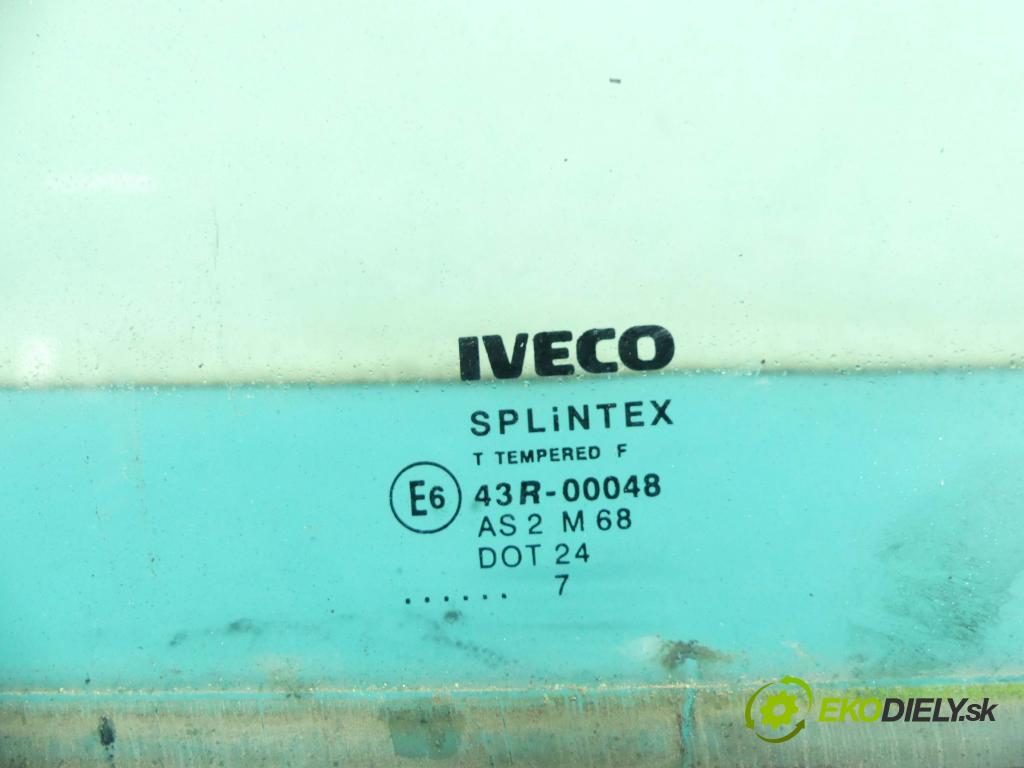 IVECO
SPLiNTEX
T TEMPERED F
E6 43R-00048
AS 2 M 68
DOT 24
...... 7
EKODIELY.sk